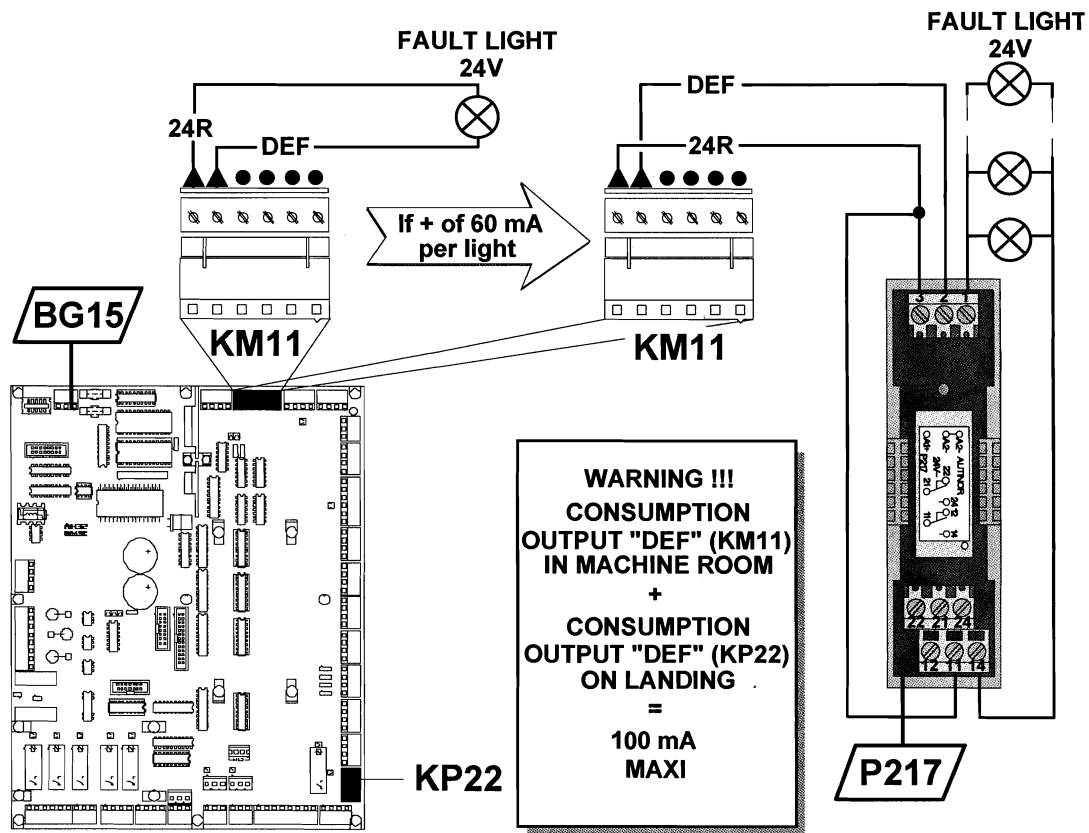 FAULT LIGHT
24V
24R
DEF
KM11
If + of 60 mA
per light
DEF
24R
KM11
FAULT LIGHT
24V
3 2 1
BG15
KP22
WARNING !!!
CONSUMPTION
OUTPUT "DEF" (KM11)
IN MACHINE ROOM
+
CONSUMPTION
OUTPUT "DEF" (KP22)
ON LANDING
=
100 mA
MAXI
AUTINOR
P217
22 21 24
12 11 14
P217